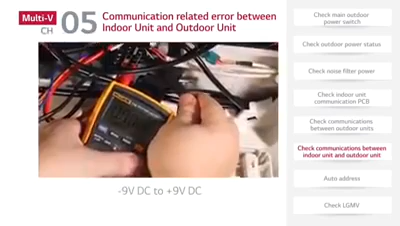 Multi-V
CH
05
Communication related error between
Indoor Unit and Outdoor Unit
-9V DC to +9V DC
Check main outdoor
power switch
Check outdoor power status
Check noise filter power
Check indoor unit
communication PCB
Check communications
between outdoor units
Check communications between
indoor unit and outdoor unit
Auto address
Check LGMV